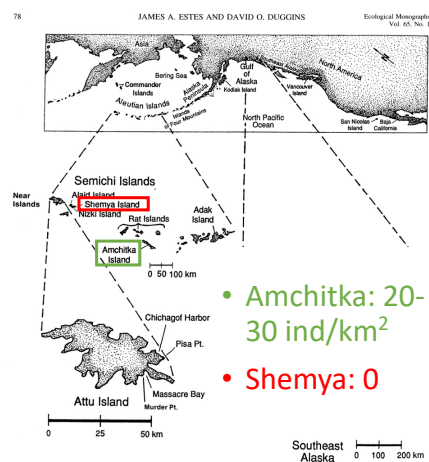 78
JAMES A. ESTES AND DAVID O. DUGGINS
Ecological Monographs
Vol. 65, No. 1
Asia
North America
Bering Sea
Gulf
of
Alaska
Southeast Alaska
Commander
Islands
Alaska
Peninsula
Kodiak Island
Vancouver
Island
Aleutian Islands
Islands
of Four Mountains
North Pacific
Ocean
San Nicolas
Island
Baja
California
Semichi Islands
Near
Islands
Alaid Island
Shemya Island
Nizki Island
Rat Islands
Adak
Island
Amchitka
Island
0 50 100 km
• Amchitka: 20-
30 ind/km²
• Shemya: 0
Chichagof Harbor
Pisa Pt.
Massacre Bay
Murder Pt.
Attu Island
0 25 50 km
Southeast
Alaska
0 100 200 km